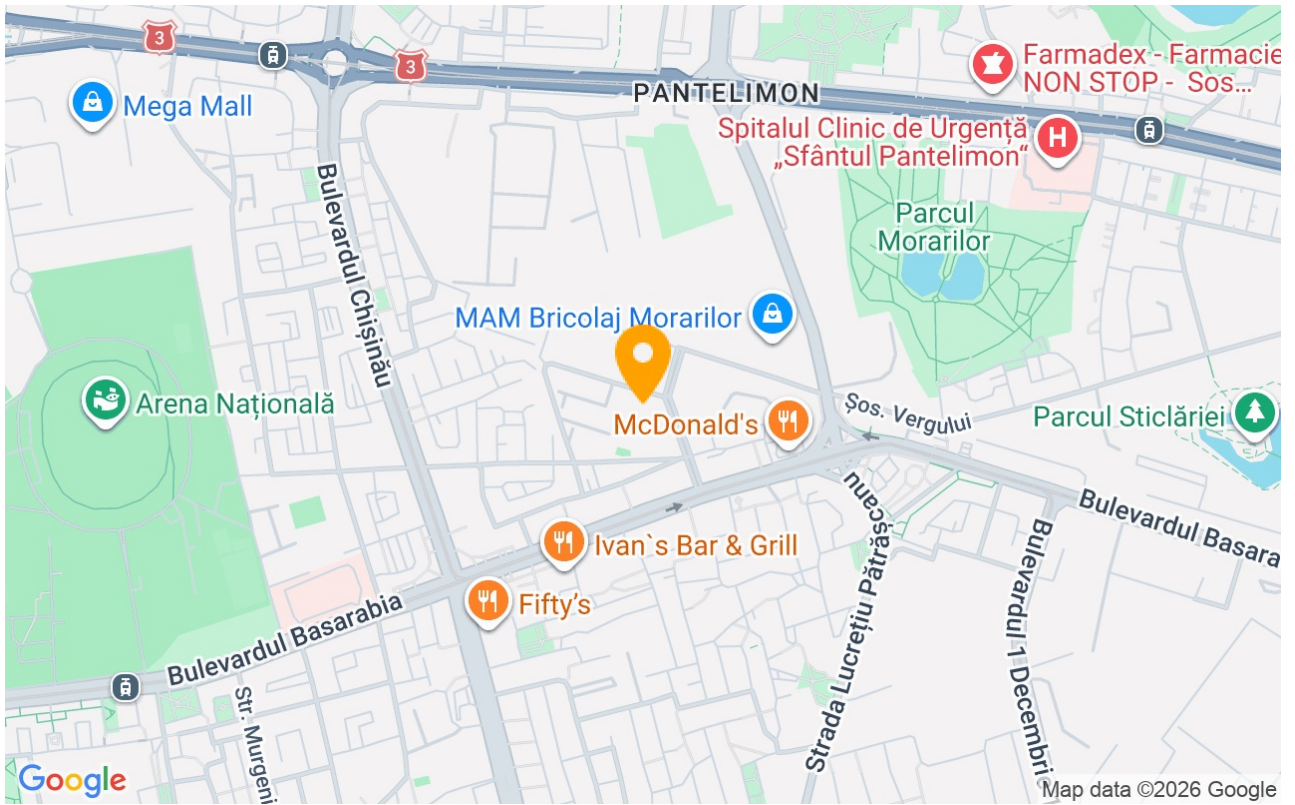 3
3
Mega Mall
PANTELIMON
Farmadex - Farmacie
NON STOP - Sos...
Spitalul Clinic de Urgență
„Sfântul Pantelimon“
H
Bulevardul Chișinău
Parcul
Morarilor
MAM Bricolaj Morarilor
Arena Națională
McDonald's
Șos. Vergului
Parcul Sticlăriei
Bulevardul Basara
Ivan`s Bar & Grill
Fifty’s
Strada Lucrețiu Pătrășcanu
Bulevardul 1 Decembri
Bulevardul Basarabia
Str. Murgeni
Google
Map data ©2026 Google